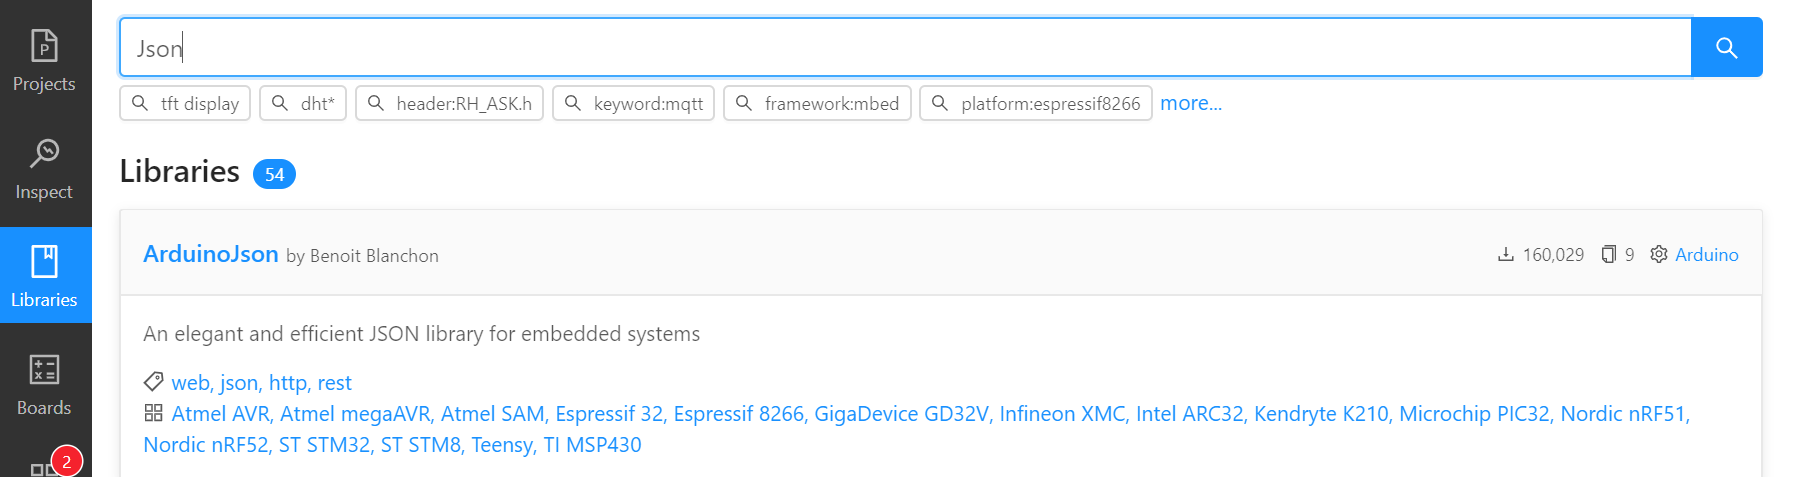 Projects
Inspect
Libraries
Boards
2
Json
tft display dht* header:RH_ASK.h keyword:mqtt framework:mbed platform:espressif8266 more...
Libraries 54
ArduinoJson by Benoit Blanchon 160,029 9 Arduino
An elegant and efficient JSON library for embedded systems
web, json, http, rest
Atmel AVR, Atmel megaAVR, Atmel SAM, Espressif 32, Espressif 8266, GigaDevice GD32V, Infineon XMC, Intel ARC32, Kendryte K210, Microchip PIC32, Nordic nRF51,
Nordic nRF52, ST STM32, ST STM8, Teensy, TI MSP430